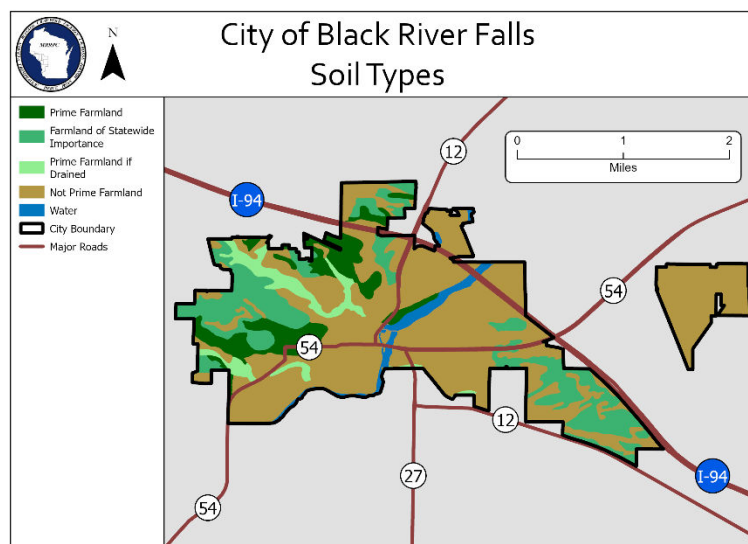 City of Black River Falls
Soil Types
N
MRRPC
Prime Farmland
Farmland of Statewide
Importance
Prime Farmland if
Drained
Not Prime Farmland
Water
City Boundary
Major Roads
0 1 2
Miles
12
I-94
54
54
12
27
54
I-94